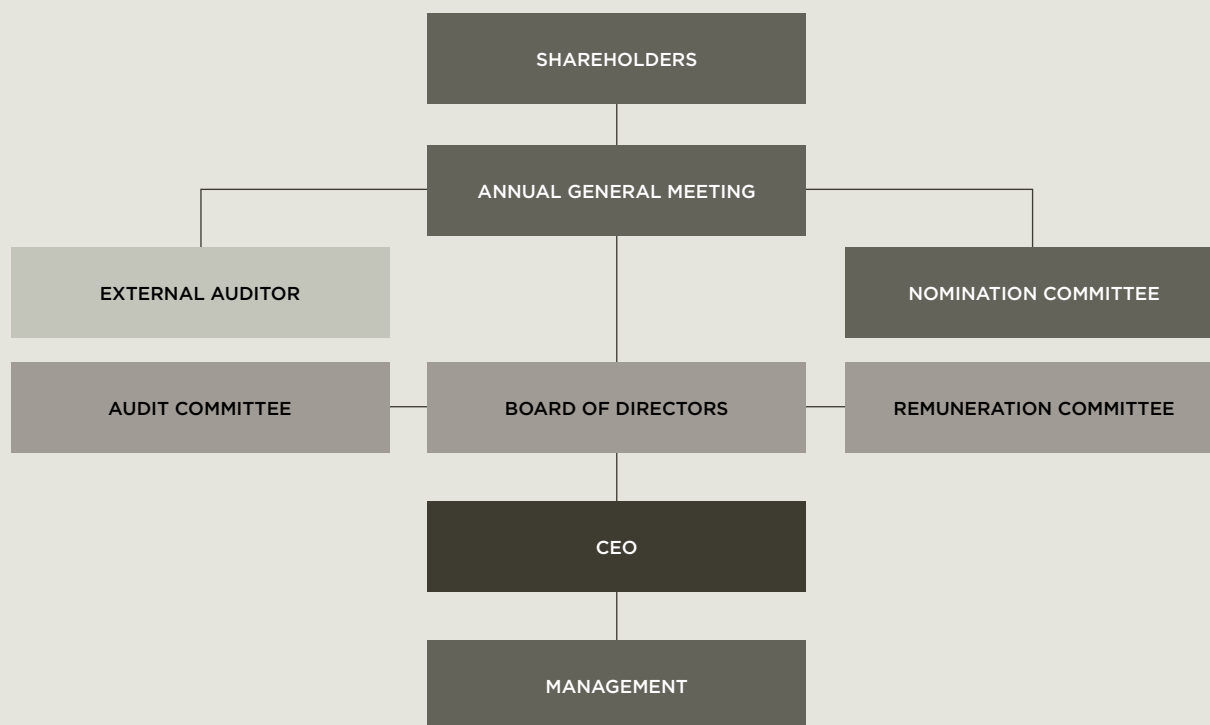 SHAREHOLDERS
ANNUAL GENERAL MEETING
EXTERNAL AUDITOR
NOMINATION COMMITTEE
AUDIT COMMITTEE
BOARD OF DIRECTORS
REMUNERATION COMMITTEE
CEO
MANAGEMENT